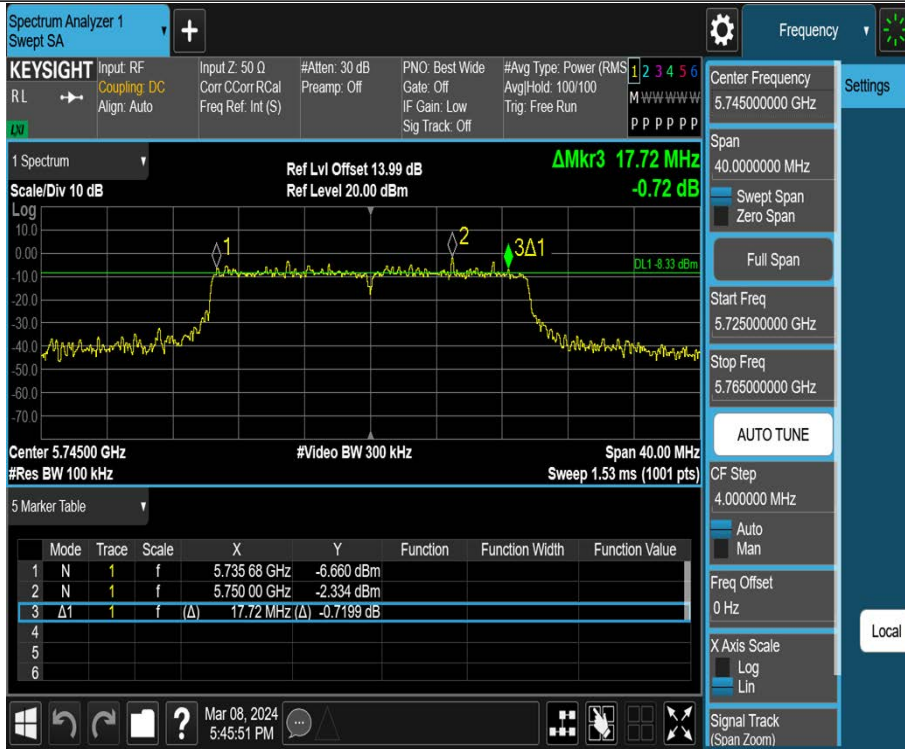 Spectrum Analyzer 1
Swept SA
+
Frequency
KEYSIGHT
R L
LXI
Input: RF
Coupling: DC
Align: Auto
Input Z: 50 Ω
Corr CCorr RCal
Freq Ref: Int (S)
#Atten: 30 dB
Preamp: Off
PNO: Best Wide
Gate: Off
IF Gain: Low
Sig Track: Off
#Avg Type: Power (RMS
Avg|Hold: 100/100
Trig: Free Run
1 2 3 4 5 6
M W W W W W
P P P P P P
Center Frequency
5.745000000 GHz
Settings
Span
40.0000000 MHz
Swept Span
Zero Span
Full Span
Start Freq
5.725000000 GHz
Stop Freq
5.765000000 GHz
AUTO TUNE
CF Step
4.000000 MHz
Auto
Man
Freq Offset
0 Hz
X Axis Scale
Log
Lin
Local
Signal Track
(Span Zoom)
1 Spectrum
Scale/Div 10 dB
Ref Lvl Offset 13.99 dB
Ref Level 20.00 dBm
ΔMkr3 17.72 MHz
-0.72 dB
Log
10.0
0.00
-10.0
-20.0
-30.0
-40.0
-50.0
-60.0
-70.0
1
2
3Δ1
DL1 -8.33 dBm
Center 5.74500 GHz
#Video BW 300 kHz
Span 40.00 MHz
#Res BW 100 kHz
Sweep 1.53 ms (1001 pts)
5 Marker Table
Mode Trace Scale X Y Function Function Width Function Value
1 N 1 f 5.735 68 GHz -6.660 dBm
2 N 1 f 5.750 00 GHz -2.334 dBm
3 Δ1 1 f (Δ) 17.72 MHz (Δ) -0.7199 dB
4
5
6
?
Mar 08, 2024
5:45:51 PM